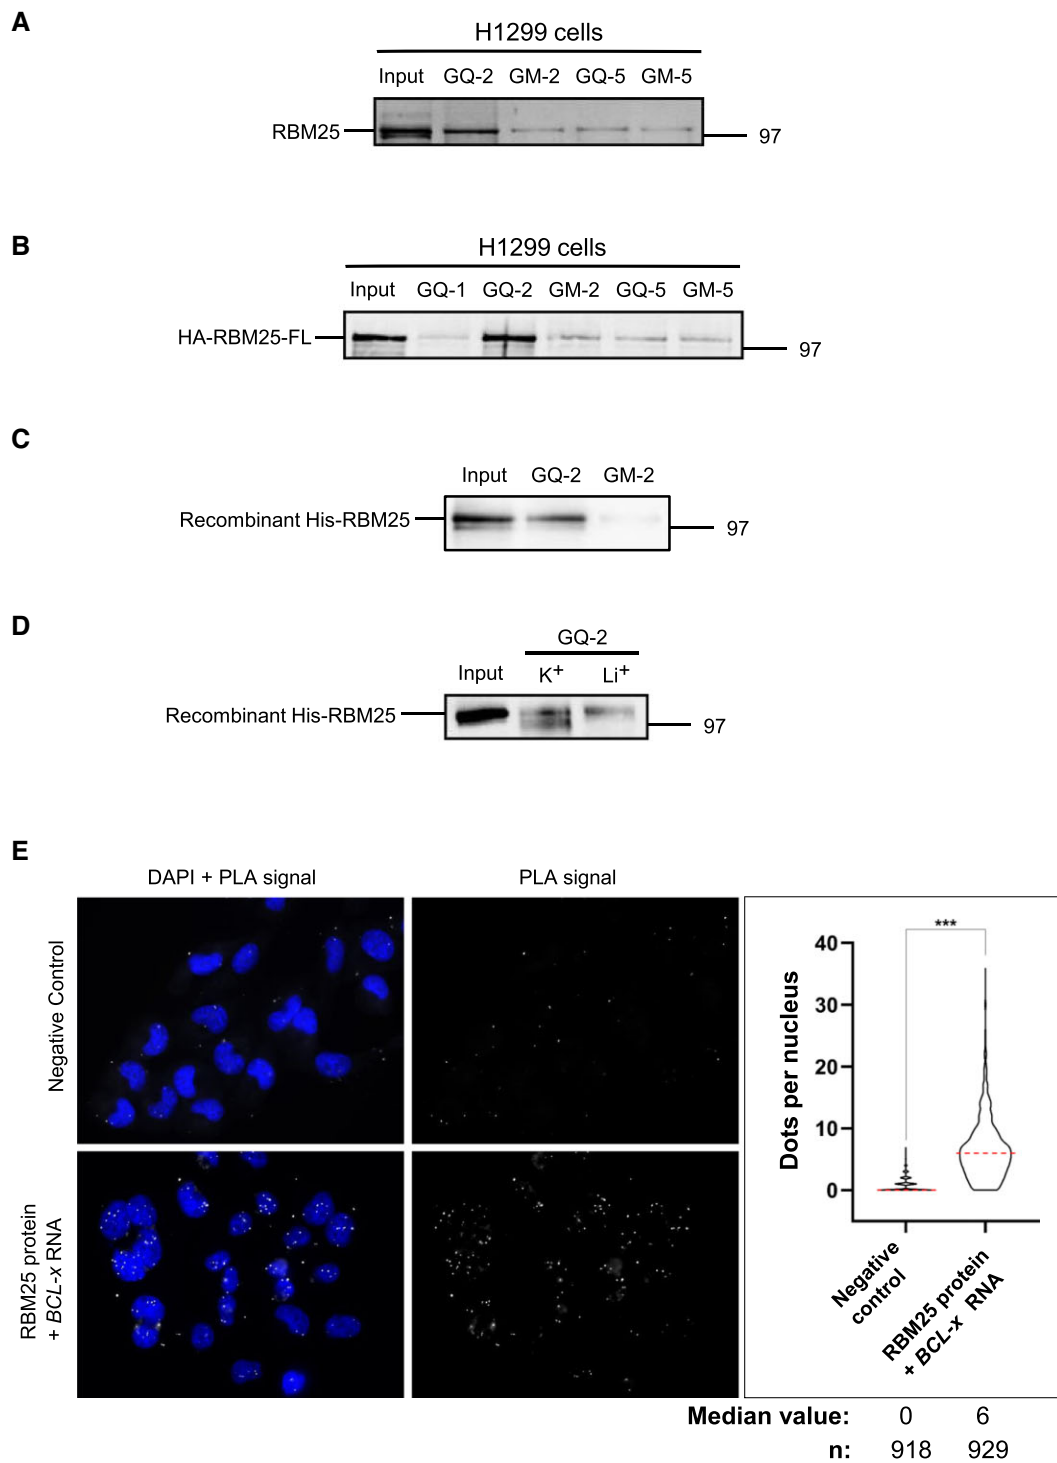 A
H1299 cells
Input GQ-2 GM-2 GQ-5 GM-5
RBM25
97
B
H1299 cells
Input GQ-1 GQ-2 GM-2 GQ-5 GM-5
HA-RBM25-FL
97
C
Input GQ-2 GM-2
Recombinant His-RBM25
97
D
GQ-2
Input K+ Li+
Recombinant His-RBM25
97
E
DAPI + PLA signal
PLA signal
Negative Control
RBM25 protein
+ BCL-x RNA
Dots per nucleus
40
30
20
10
0
***
Negative
control
RBM25 protein
+ BCL-x RNA
Median value: 0 6
n: 918 929